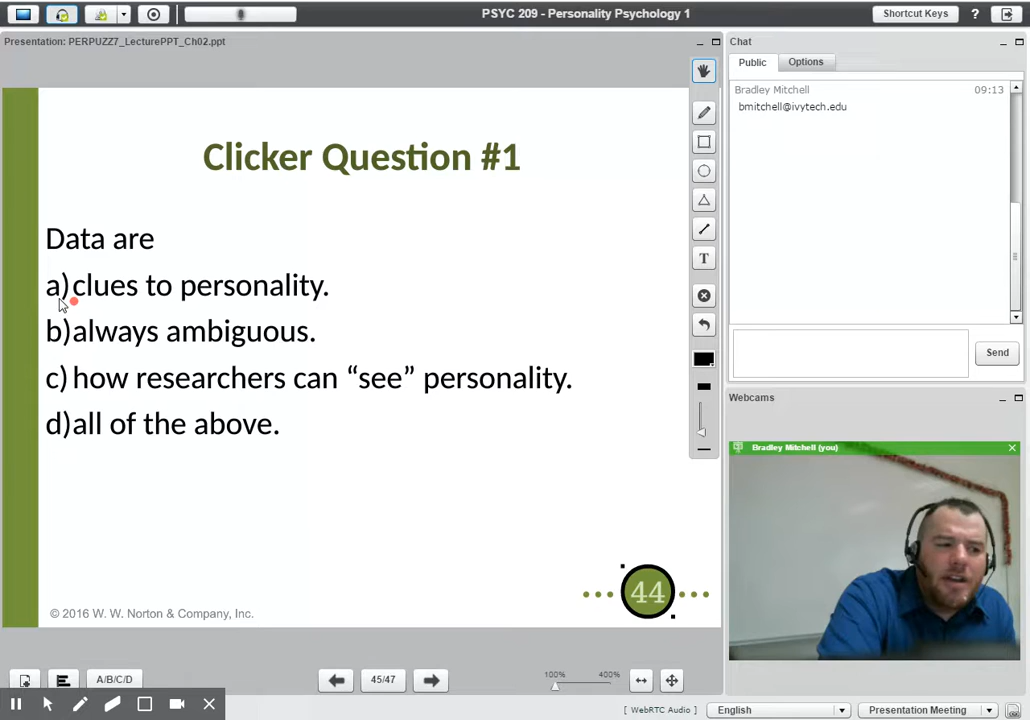 PSYC 209 - Personality Psychology 1
Shortcut Keys
?
Presentation: PERPUZZ7_LecturePPT_Ch02.ppt
Clicker Question #1
Data are
a) clues to personality.
b) always ambiguous.
c) how researchers can “see” personality.
d) all of the above.
44
© 2016 W. W. Norton & Company, Inc.
T
Chat
Public
Options
Bradley Mitchell
09:13
bmitchell@ivytech.edu
Send
Webcams
Bradley Mitchell (you)
A/B/C/D
45/47
100%
400%
[ WebRTC Audio ]
English
Presentation Meeting